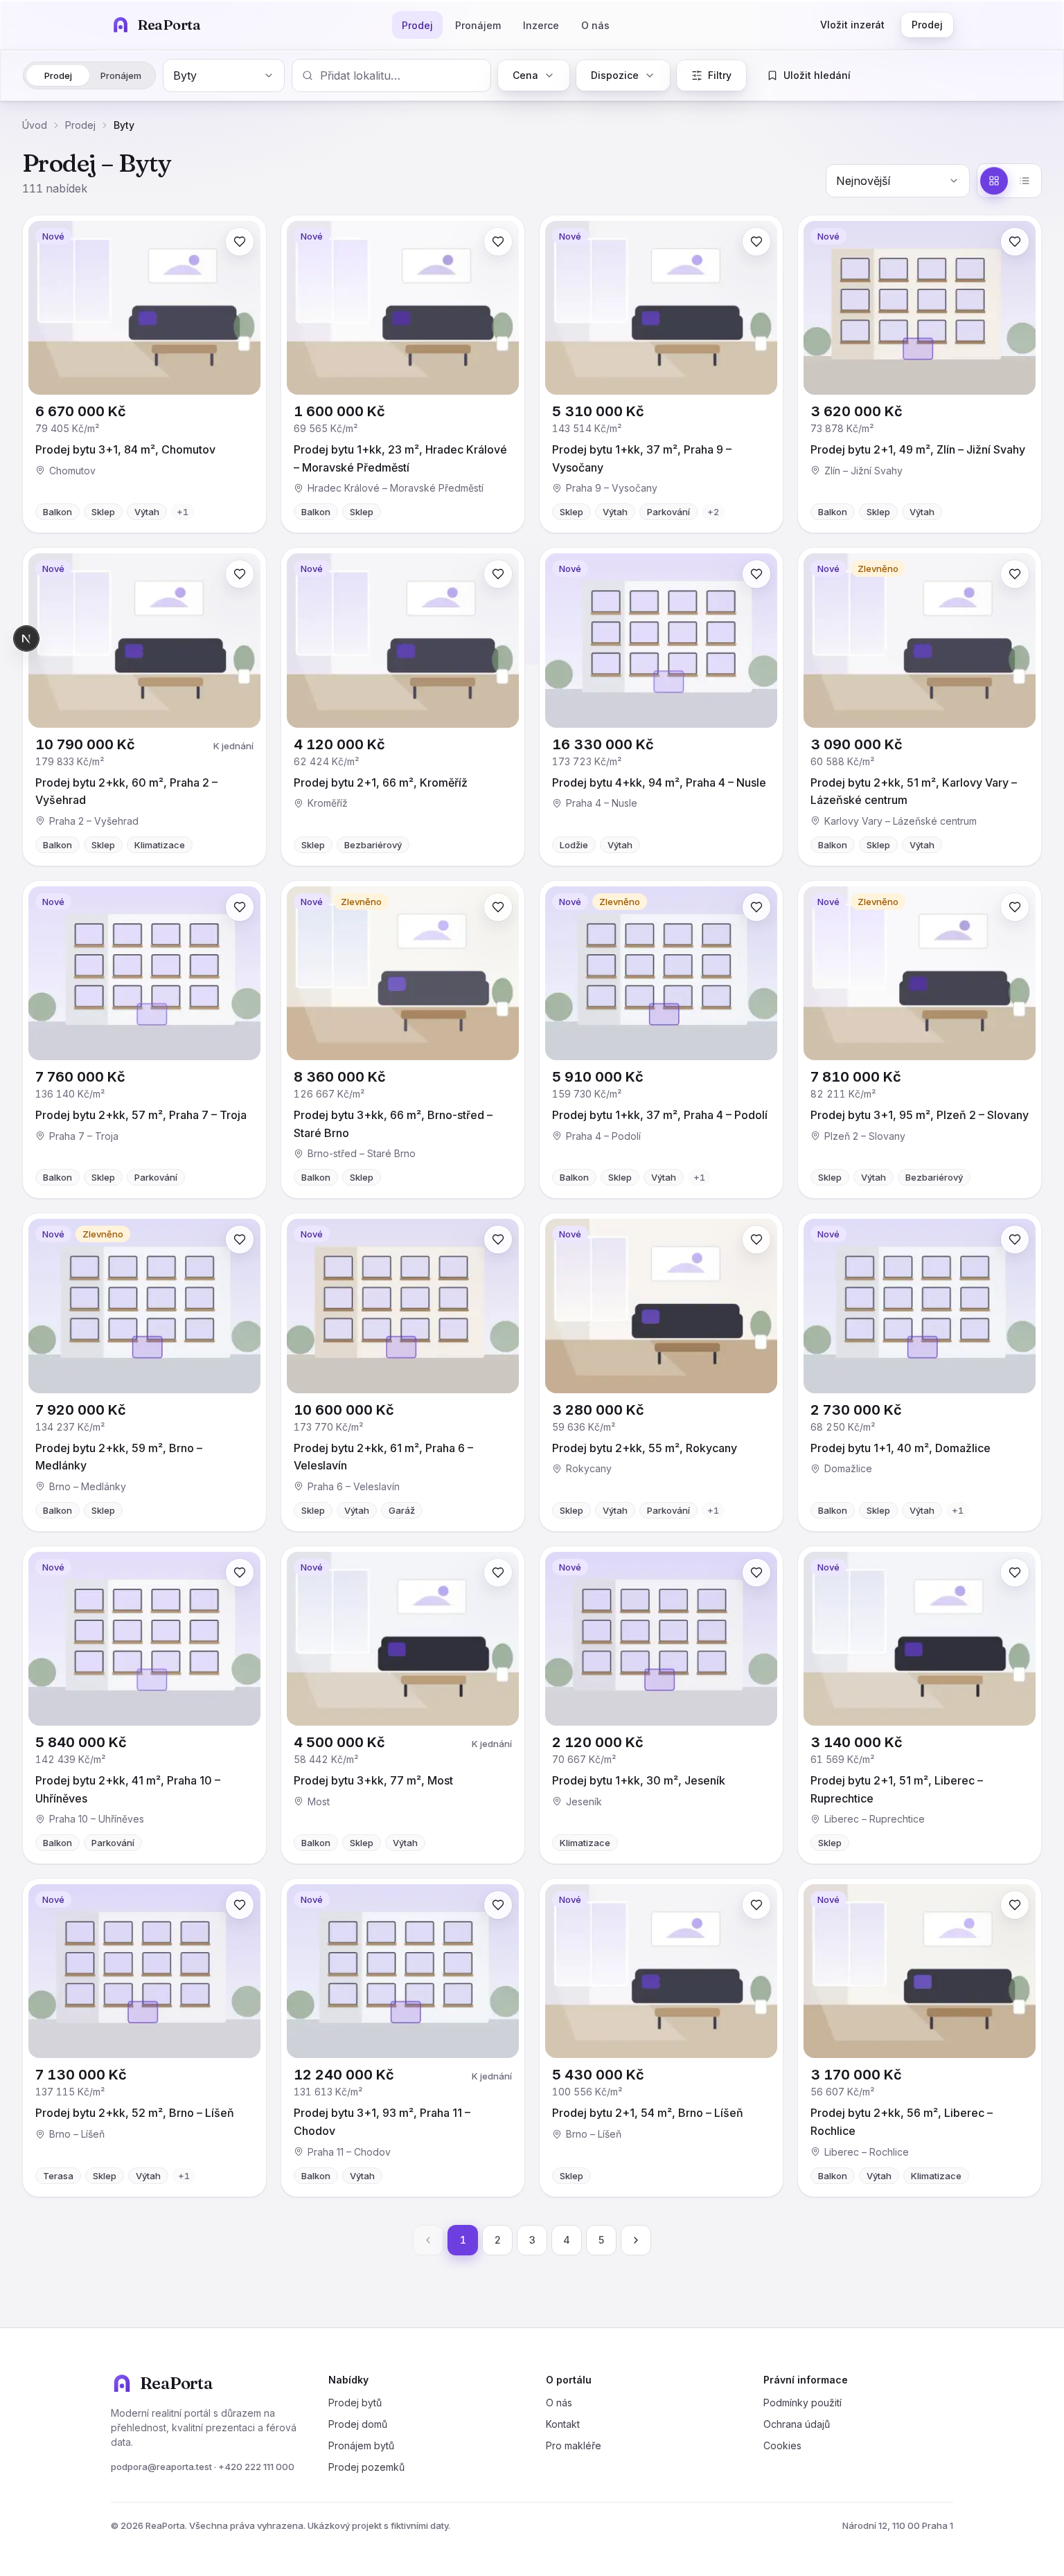 ReaPorta
Prodej
Pronájem
Inzerce
O nás
Vložit inzerát
Prodej
Prodej
Pronájem
Byty
Přidat lokalitu…
Cena
Dispozice
Filtry
Uložit hledání
Úvod > Prodej > Byty
Prodej – Byty
111 nabídek
Nejnovější
Nové
6 670 000 Kč
79 405 Kč/m²
Prodej bytu 3+1, 84 m², Chomutov
Chomutov
Balkon Sklep Výtah +1
Nové
1 600 000 Kč
69 565 Kč/m²
Prodej bytu 1+kk, 23 m², Hradec Králové
– Moravské Předměstí
Hradec Králové – Moravské Předměstí
Balkon Sklep
Nové
5 310 000 Kč
143 514 Kč/m²
Prodej bytu 1+kk, 37 m², Praha 9 –
Vysočany
Praha 9 – Vysočany
Sklep Výtah Parkování +2
Nové
3 620 000 Kč
73 878 Kč/m²
Prodej bytu 2+1, 49 m², Zlín – Jižní Svahy
Zlín – Jižní Svahy
Balkon Sklep Výtah
N
Nové
10 790 000 Kč K jednání
179 833 Kč/m²
Prodej bytu 2+kk, 60 m², Praha 2 –
Vyšehrad
Praha 2 – Vyšehrad
Balkon Sklep Klimatizace
Nové
4 120 000 Kč
62 424 Kč/m²
Prodej bytu 2+1, 66 m², Kroměříž
Kroměříž
Sklep Bezbariérový
Nové
16 330 000 Kč
173 723 Kč/m²
Prodej bytu 4+kk, 94 m², Praha 4 – Nusle
Praha 4 – Nusle
Lodžie Výtah
Nové Zlevněno
3 090 000 Kč
60 588 Kč/m²
Prodej bytu 2+kk, 51 m², Karlovy Vary –
Lázeňské centrum
Karlovy Vary – Lázeňské centrum
Balkon Sklep Výtah
Nové
7 760 000 Kč
136 140 Kč/m²
Prodej bytu 2+kk, 57 m², Praha 7 – Troja
Praha 7 – Troja
Balkon Sklep Parkování
Nové Zlevněno
8 360 000 Kč
126 667 Kč/m²
Prodej bytu 3+kk, 66 m², Brno-střed –
Staré Brno
Brno-střed – Staré Brno
Balkon Sklep
Nové Zlevněno
5 910 000 Kč
159 730 Kč/m²
Prodej bytu 1+kk, 37 m², Praha 4 – Podolí
Praha 4 – Podolí
Balkon Sklep Výtah +1
Nové Zlevněno
7 810 000 Kč
82 211 Kč/m²
Prodej bytu 3+1, 95 m², Plzeň 2 – Slovany
Plzeň 2 – Slovany
Sklep Výtah Bezbariérový
Nové Zlevněno
7 920 000 Kč
134 237 Kč/m²
Prodej bytu 2+kk, 59 m², Brno –
Medlánky
Brno – Medlánky
Balkon Sklep
Nové
10 600 000 Kč
173 770 Kč/m²
Prodej bytu 2+kk, 61 m², Praha 6 –
Veleslavín
Praha 6 – Veleslavín
Sklep Výtah Garáž
Nové
3 280 000 Kč
59 636 Kč/m²
Prodej bytu 2+kk, 55 m², Rokycany
Rokycany
Sklep Výtah Parkování +1
Nové
2 730 000 Kč
68 250 Kč/m²
Prodej bytu 1+1, 40 m², Domažlice
Domažlice
Balkon Sklep Výtah +1
Nové
5 840 000 Kč
142 439 Kč/m²
Prodej bytu 2+kk, 41 m², Praha 10 –
Uhříněves
Praha 10 – Uhříněves
Balkon Parkování
Nové
4 500 000 Kč K jednání
58 442 Kč/m²
Prodej bytu 3+kk, 77 m², Most
Most
Balkon Sklep Výtah
Nové
2 120 000 Kč
70 667 Kč/m²
Prodej bytu 1+kk, 30 m², Jeseník
Jeseník
Klimatizace
Nové
3 140 000 Kč
61 569 Kč/m²
Prodej bytu 2+1, 51 m², Liberec –
Ruprechtice
Liberec – Ruprechtice
Sklep
Nové
7 130 000 Kč
137 115 Kč/m²
Prodej bytu 2+kk, 52 m², Brno – Líšeň
Brno – Líšeň
Terasa Sklep Výtah +1
Nové
12 240 000 Kč K jednání
131 613 Kč/m²
Prodej bytu 3+1, 93 m², Praha 11 –
Chodov
Praha 11 – Chodov
Balkon Výtah
Nové
5 430 000 Kč
100 556 Kč/m²
Prodej bytu 2+1, 54 m², Brno – Líšeň
Brno – Líšeň
Sklep
Nové
3 170 000 Kč
56 607 Kč/m²
Prodej bytu 2+kk, 56 m², Liberec –
Rochlice
Liberec – Rochlice
Balkon Výtah Klimatizace
1 2 3 4 5
ReaPorta
Moderní realitní portál s důrazem na
přehlednost, kvalitní prezentaci a férová
data.
podpora@reaporta.test · +420 222 111 000
Nabídky
Prodej bytů
Prodej domů
Pronájem bytů
Prodej pozemků
O portálu
O nás
Kontakt
Pro makléře
Právní informace
Podmínky použití
Ochrana údajů
Cookies
© 2026 ReaPorta. Všechna práva vyhrazena. Ukázkový projekt s fiktivními daty.
Národní 12, 110 00 Praha 1